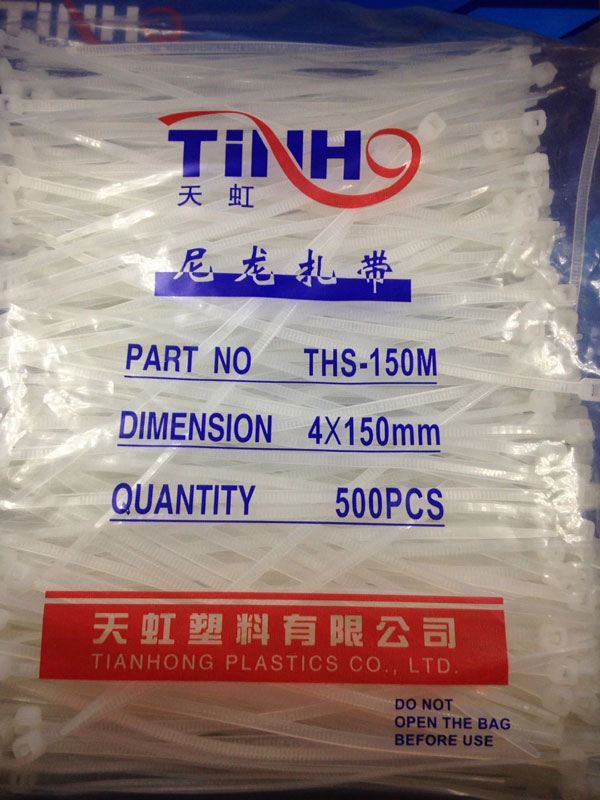 TINH
TiNHO
天虹
尼龙扎带
PART NO THS-150M
DIMENSION 4X150mm
QUANTITY 500PCS
天虹塑料有限公司
TIANHONG PLASTICS CO., LTD.
DO NOT
OPEN THE BAG
BEFORE USE